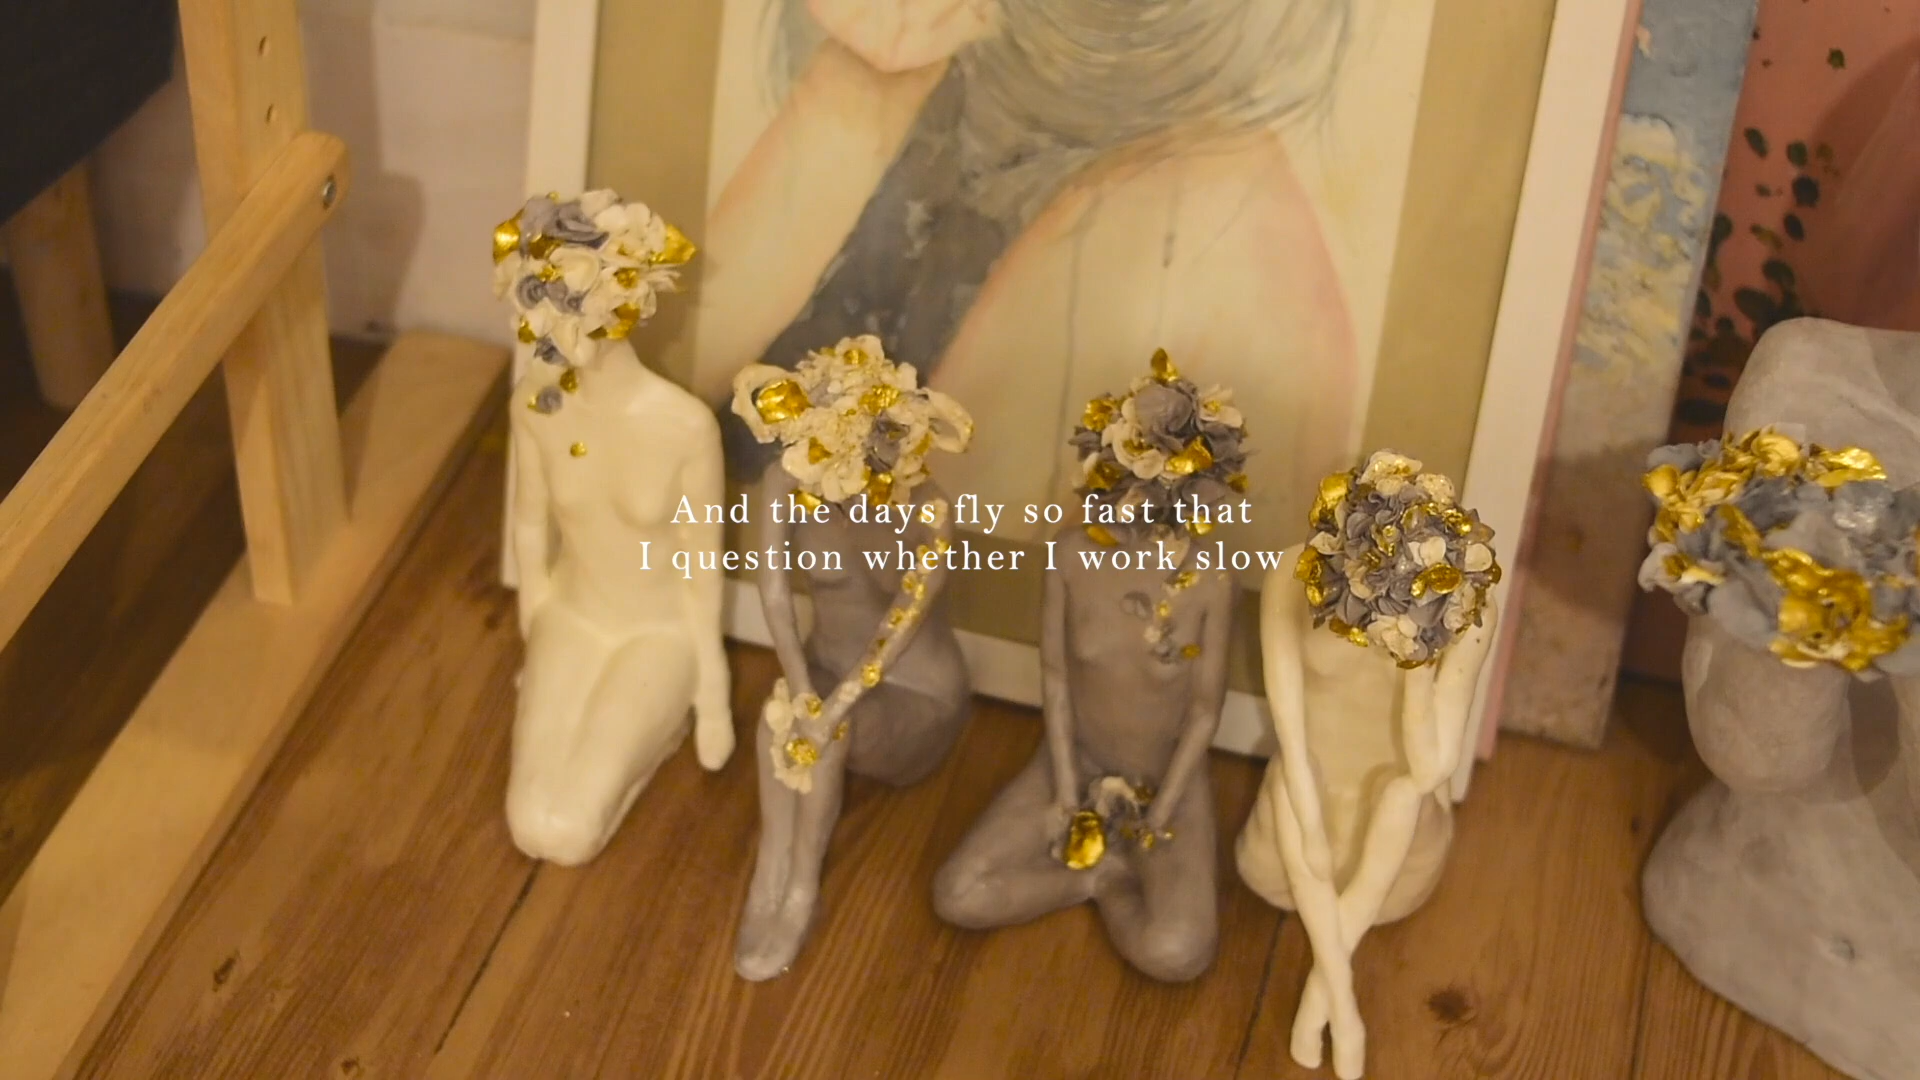 And the days fly so fast that
I question whether I work slow